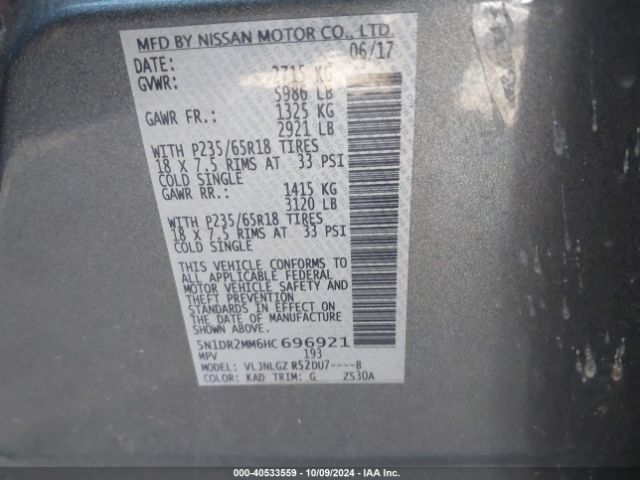 MFD BY NISSAN MOTOR CO., LTD.
DATE: 06/17
GVWR: 2715 KG
5986 LB
GAWR FR.: 1325 KG
2921 LB
WITH P235/65R18 TIRES
18 X 7.5 RIMS AT 33 PSI
COLD SINGLE
GAWR RR.: 1415 KG
3120 LB
WITH P235/65R18 TIRES
18 X 7.5 RIMS AT 33 PSI
COLD SINGLE
THIS VEHICLE CONFORMS TO
ALL APPLICABLE FEDERAL
MOTOR VEHICLE SAFETY AND
THEFT PREVENTION
STANDARDS IN EFFECT ON
THE DATE OF MANUFACTURE
SHOWN ABOVE.
5N1DR2MM6HC696921
MPV 193
MODEL: VLJNLGZ R52DU7----B
COLOR: KAD TRIM: G ZS30A
000-40533559 - 10/09/2024 - IAA Inc.